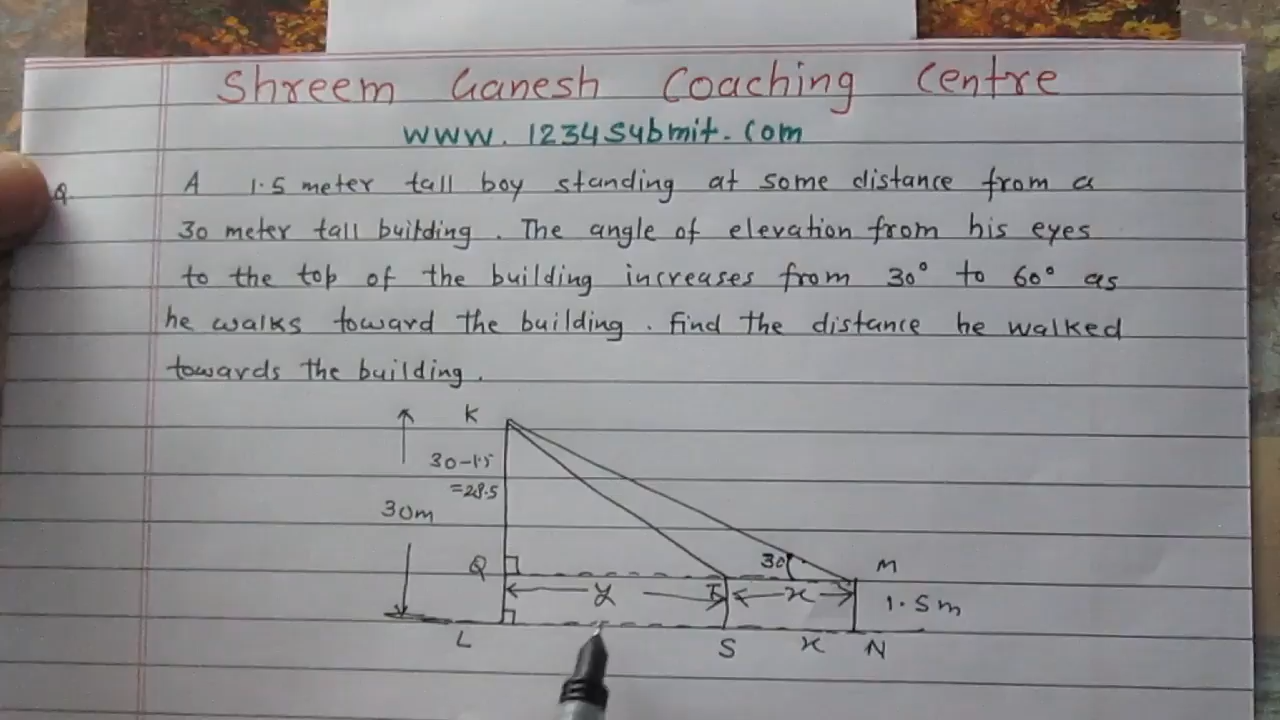 Shreem Ganesh Coaching Centre
www.1234submit.com
Q. A 1.5 meter tall boy standing at some distance from a
30 meter tall building. The angle of elevation from his eyes
to the top of the building increases from 30° to 60° as
he walks toward the building. Find the distance he walked
towards the building.
K
30-1.5
=28.5
30m
Q 30 M
y x 1.5m
L S x N